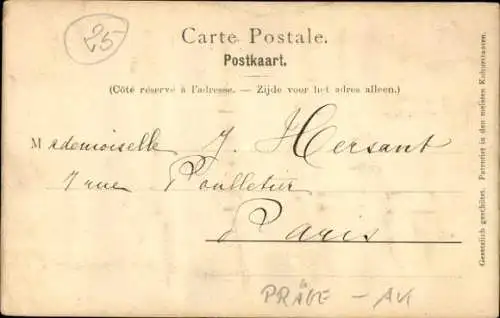 25
Carte Postale.
Postkaart.
(Côté réservé à l'adresse. — Zijde voor het adres alleen.)
Mademoiselle J. Hersant
7 rue Poulletier
Paris
PRÄGE - AK
Gesetzlich geschützt. Patentirt in den meisten Kulturstaaten.